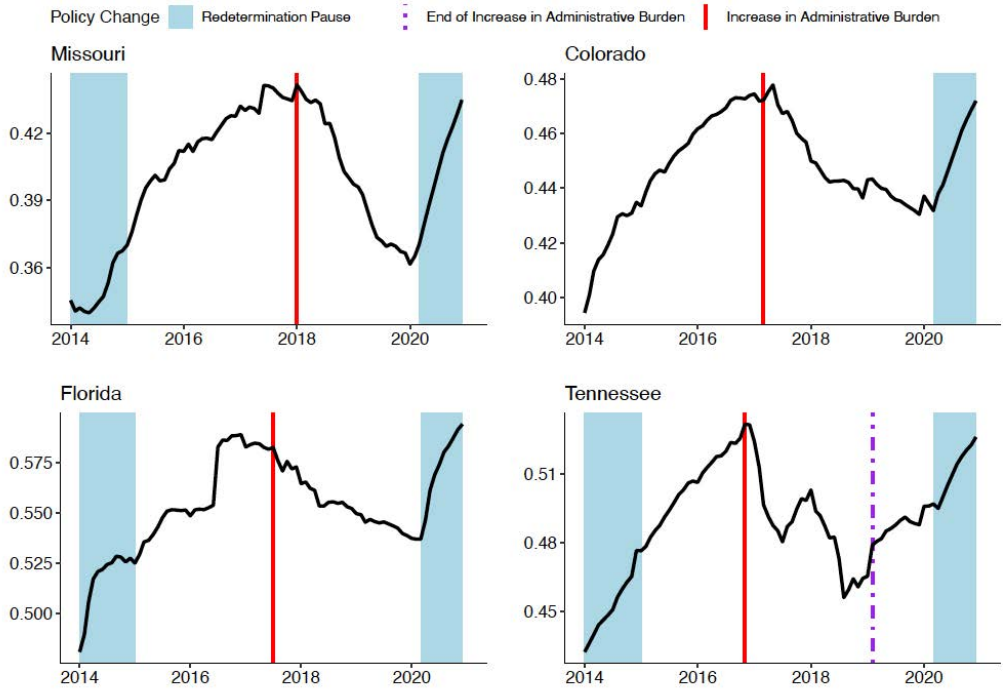 Policy Change Redetermination Pause End of Increase in Administrative Burden Increase in Administrative Burden
Missouri
0.42
0.39
0.36
2014 2016 2018 2020
Colorado
0.48
0.46
0.44
0.42
0.40
2014 2016 2018 2020
Florida
0.575
0.550
0.525
0.500
2014 2016 2018 2020
Tennessee
0.51
0.48
0.45
2014 2016 2018 2020